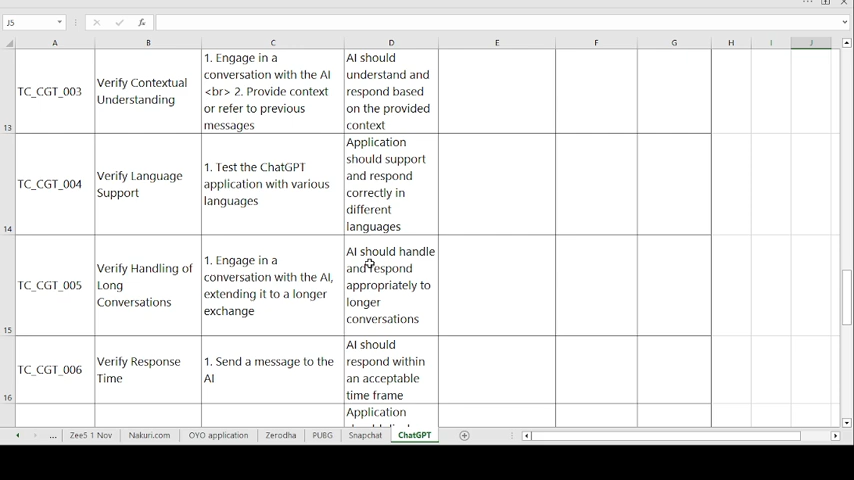 J5
fx
A B C D E F G H I J
13
TC_CGT_003
Verify Contextual
Understanding
1. Engage in a
conversation with the AI
<br> 2. Provide context
or refer to previous
messages
AI should
understand and
respond based
on the provided
context
14
TC_CGT_004
Verify Language
Support
1. Test the ChatGPT
application with various
languages
Application
should support
and respond
correctly in
different
languages
15
TC_CGT_005
Verify Handling of
Long
Conversations
1. Engage in a
conversation with the AI,
extending it to a longer
exchange
AI should handle
and respond
appropriately to
longer
conversations
16
TC_CGT_006
Verify Response
Time
1. Send a message to the
AI
AI should
respond within
an acceptable
time frame
Application
... Zee5 1 Nov Nakuri.com OYO application Zerodha PUBG Snapchat ChatGPT